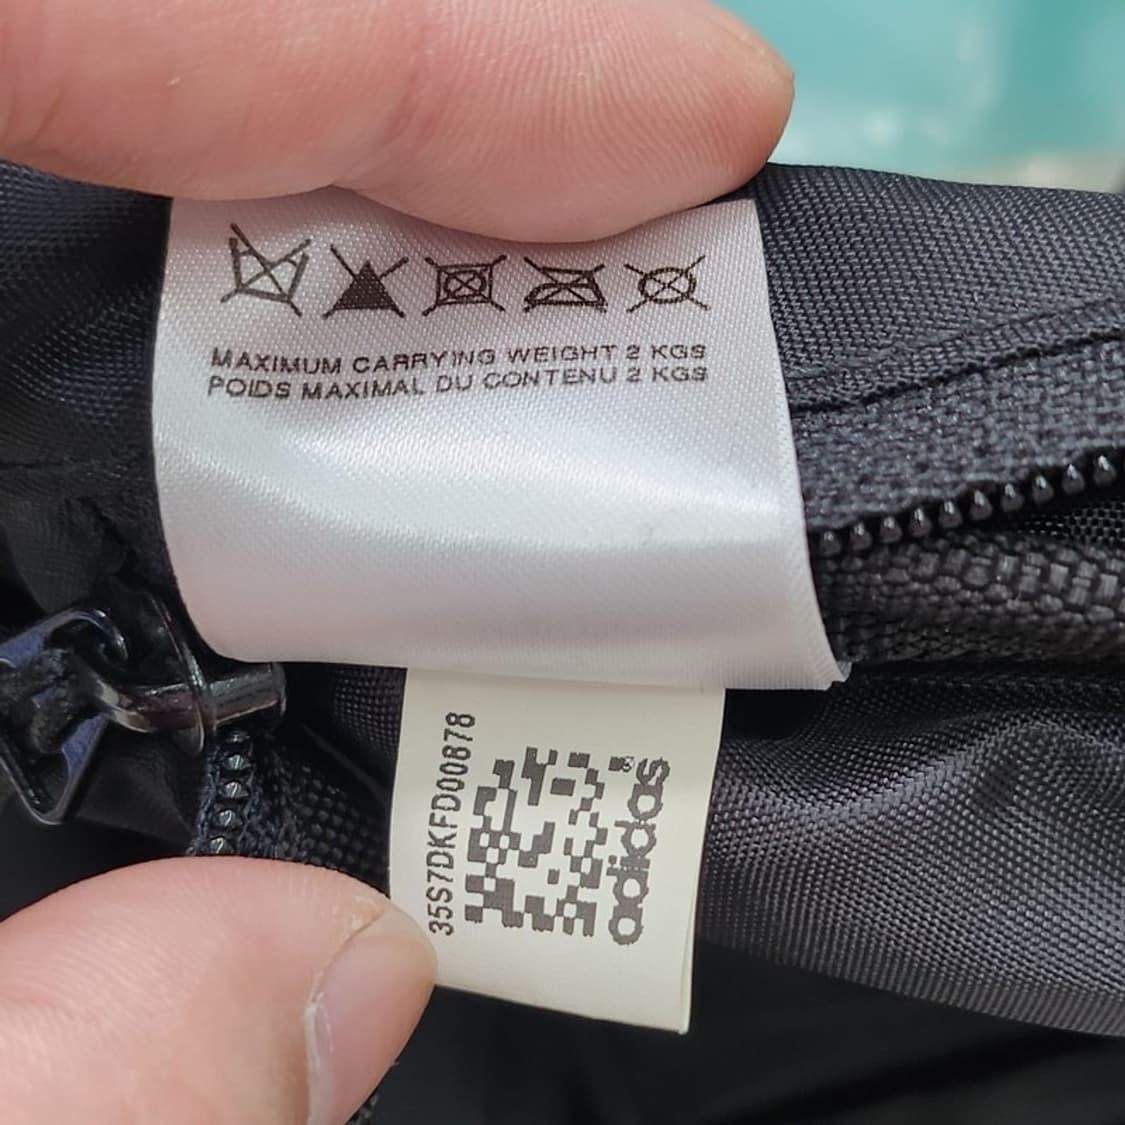 MAXIMUM CARRYING WEIGHT 2 KGS
POIDS MAXIMAL DU CONTENU 2 KGS
35S7DKFD00878
adidas®